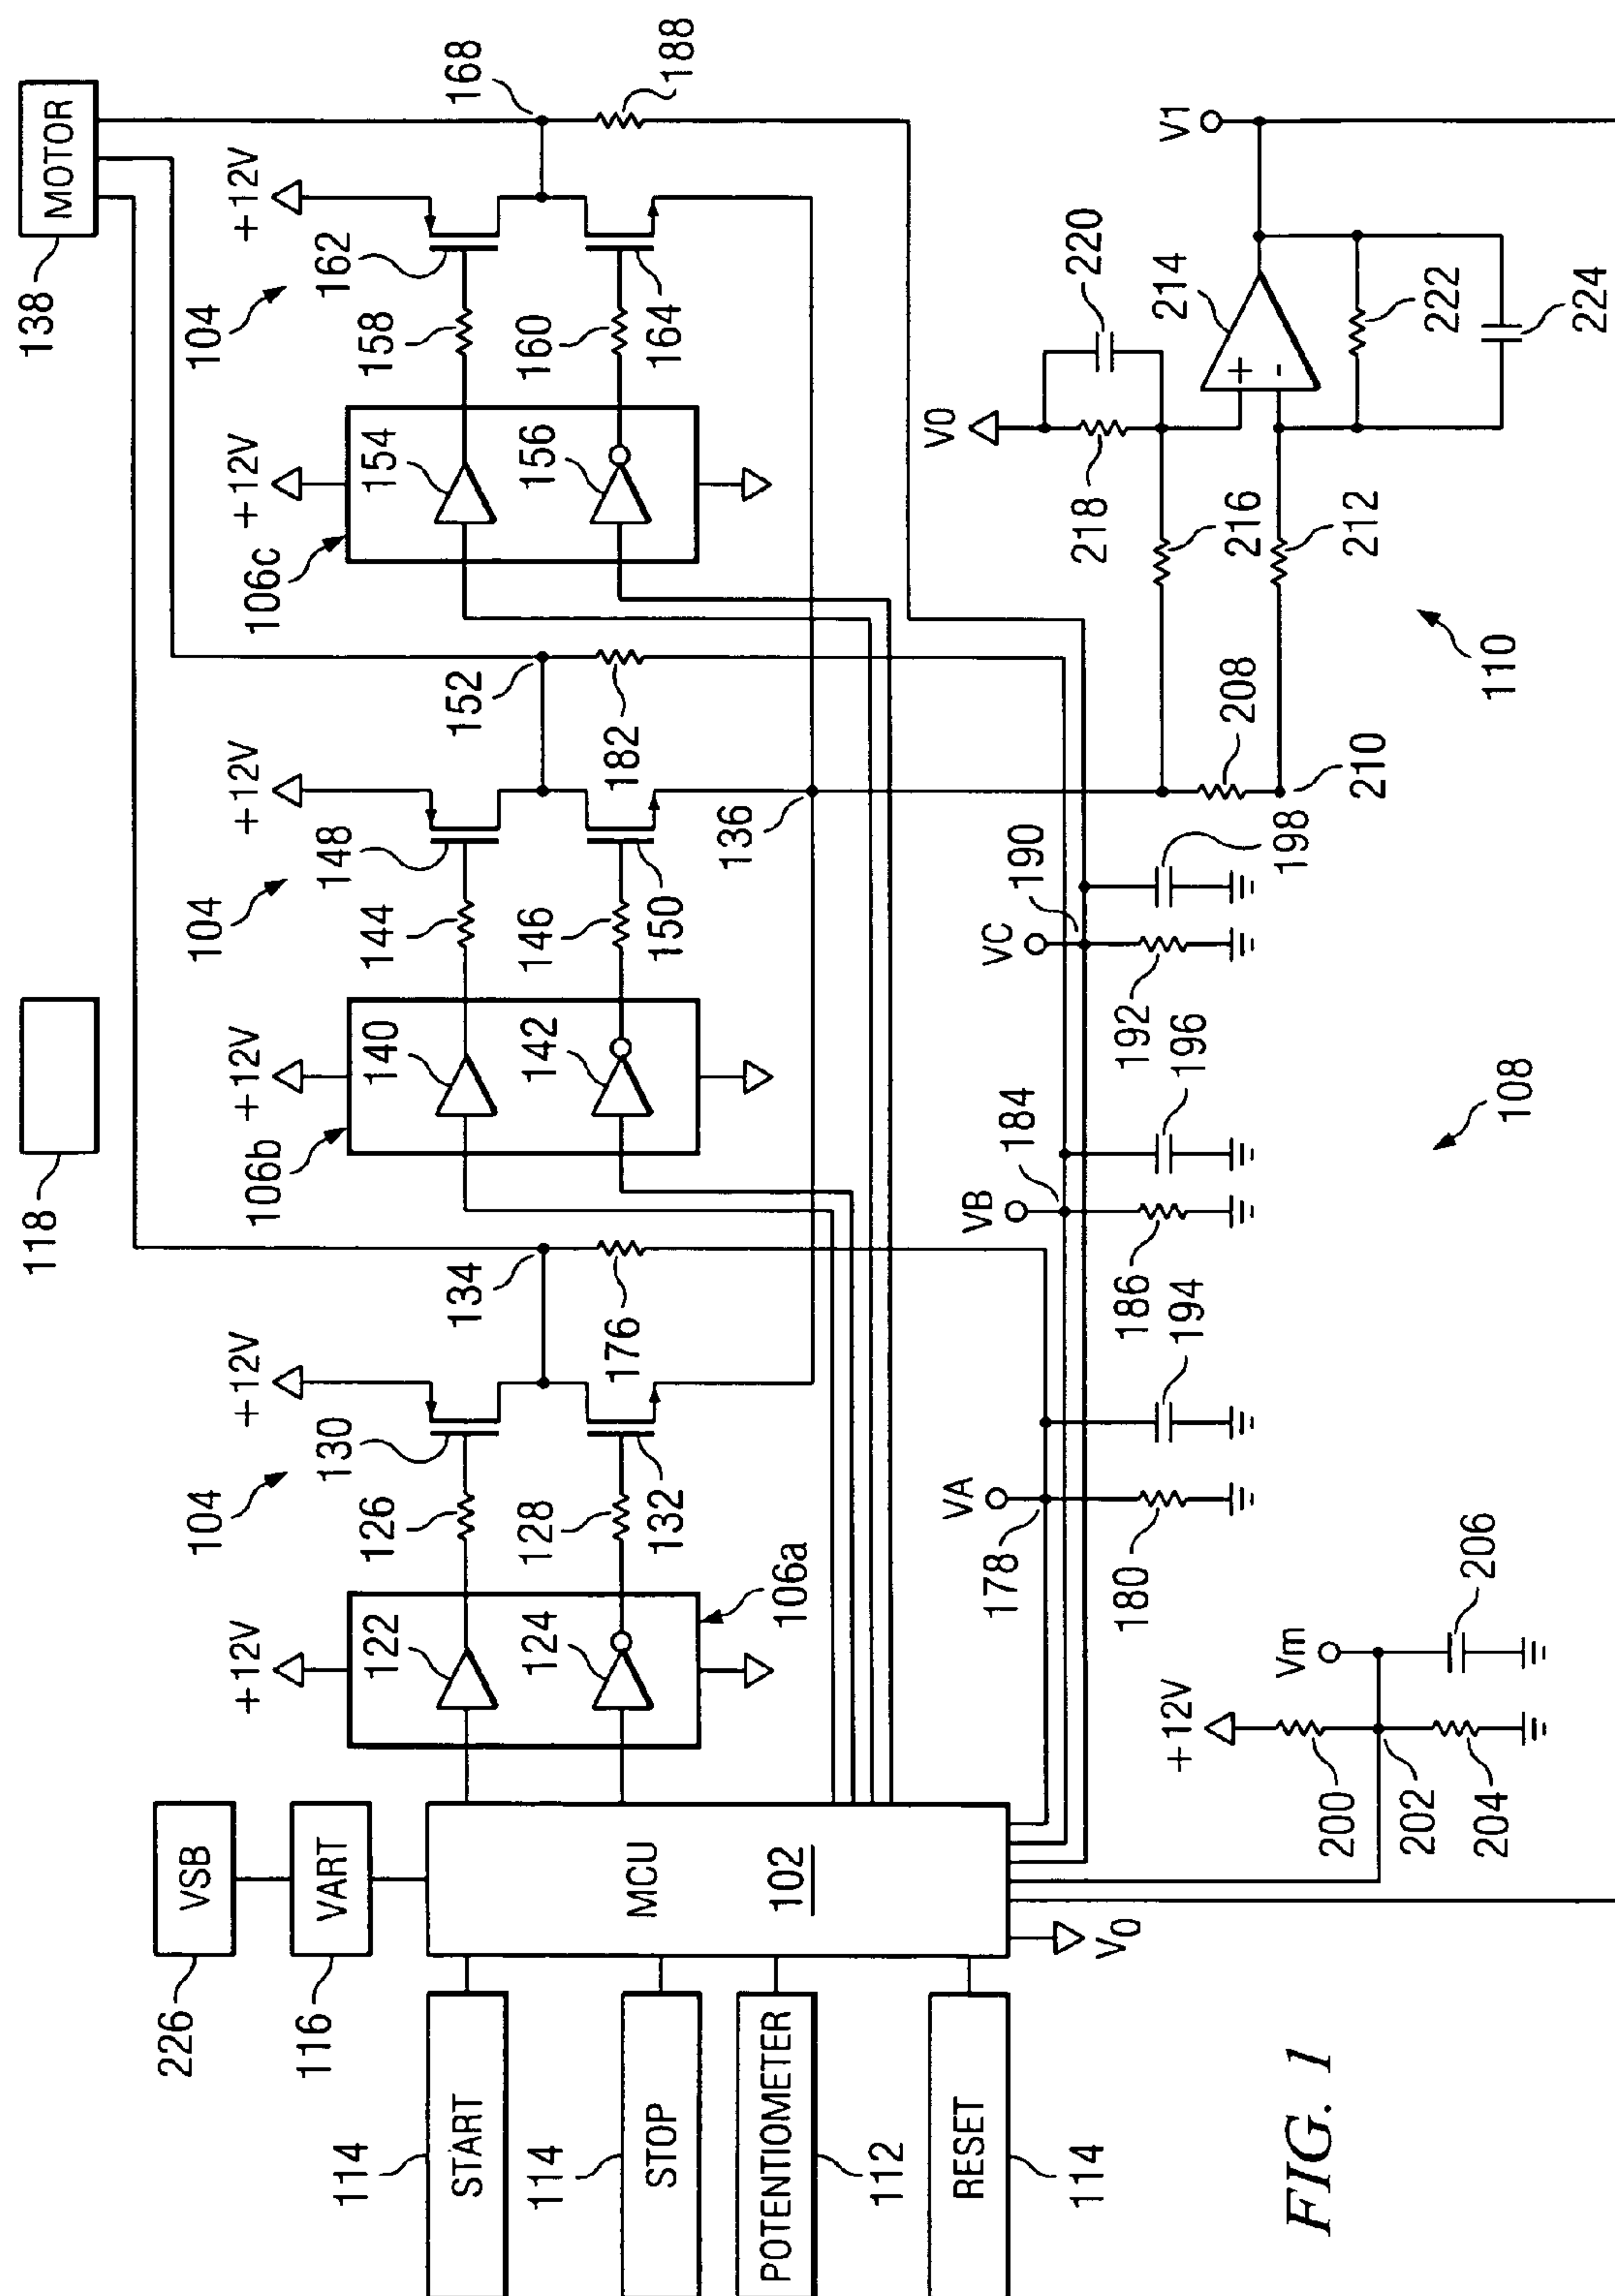 226
VSB
116
VART
114
START
114
STOP
112
POTENTIOMETER
114
RESET
MCU
102
V0
118
138
MOTOR
+12V
122
124
106a
104
+12V
126
128
130
132
134
176
+12V
106b
140
142
104
+12V
144
146
148
150
152
182
136
+12V
106c
154
156
104
+12V
158
160
162
164
168
188
+12V
200
202
204
Vm
206
VA
178
180
194
VB
184
186
196
VC
190
192
198
108
208
210
216
212
110
V0
218
220
214
+
-
222
224
V1
FIG. 1